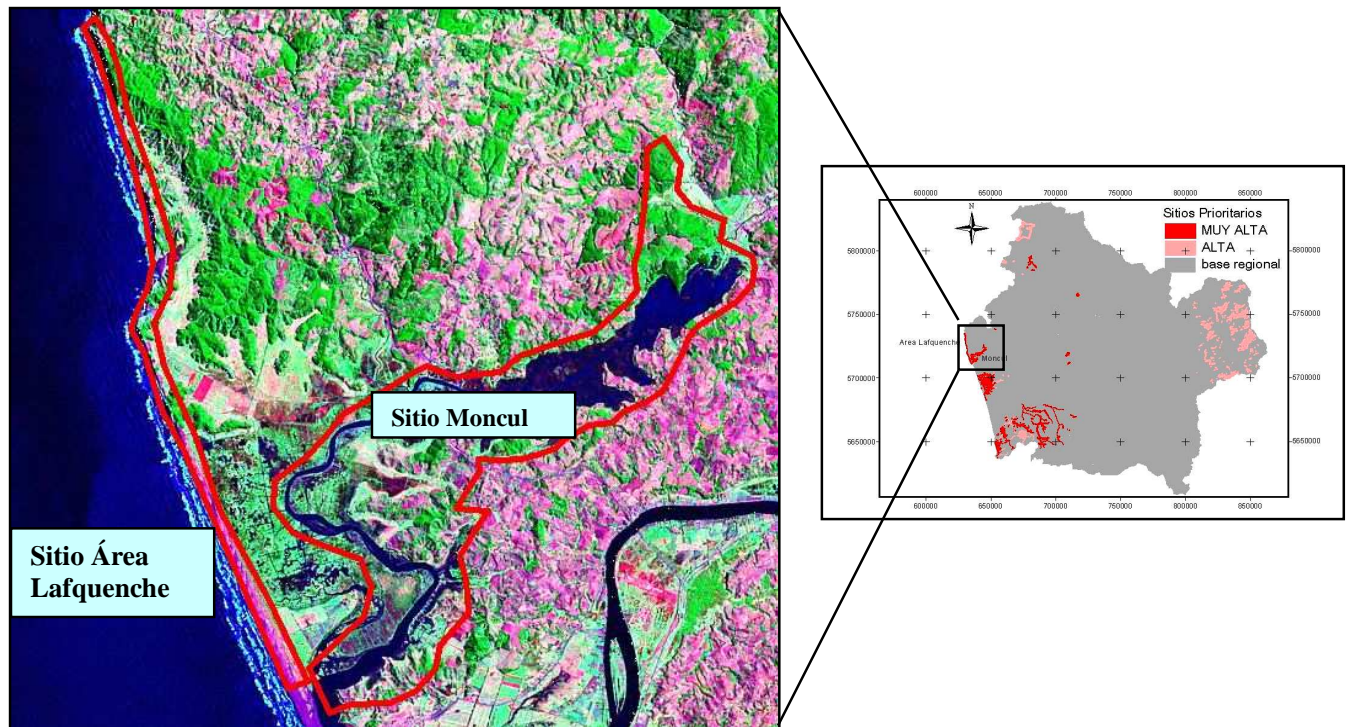 Sitio Moncul
Sitio Área
Lafquenche
600000 650000 700000 750000 800000 850000
N
Sitios Prioritarios
MUY ALTA
ALTA
base regional
5800000 5800000
5750000 5750000
Area Lafquenche
Moncul
5700000 5700000
5650000 5650000
600000 650000 700000 750000 800000 850000